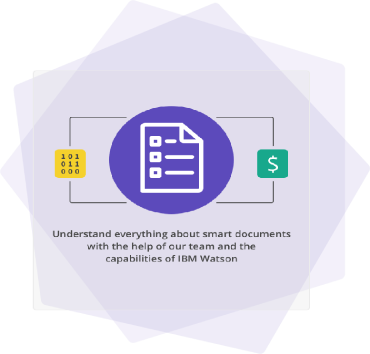 101
011
000
$
Understand everything about smart documents
with the help of our team and the
capabilities of IBM Watson